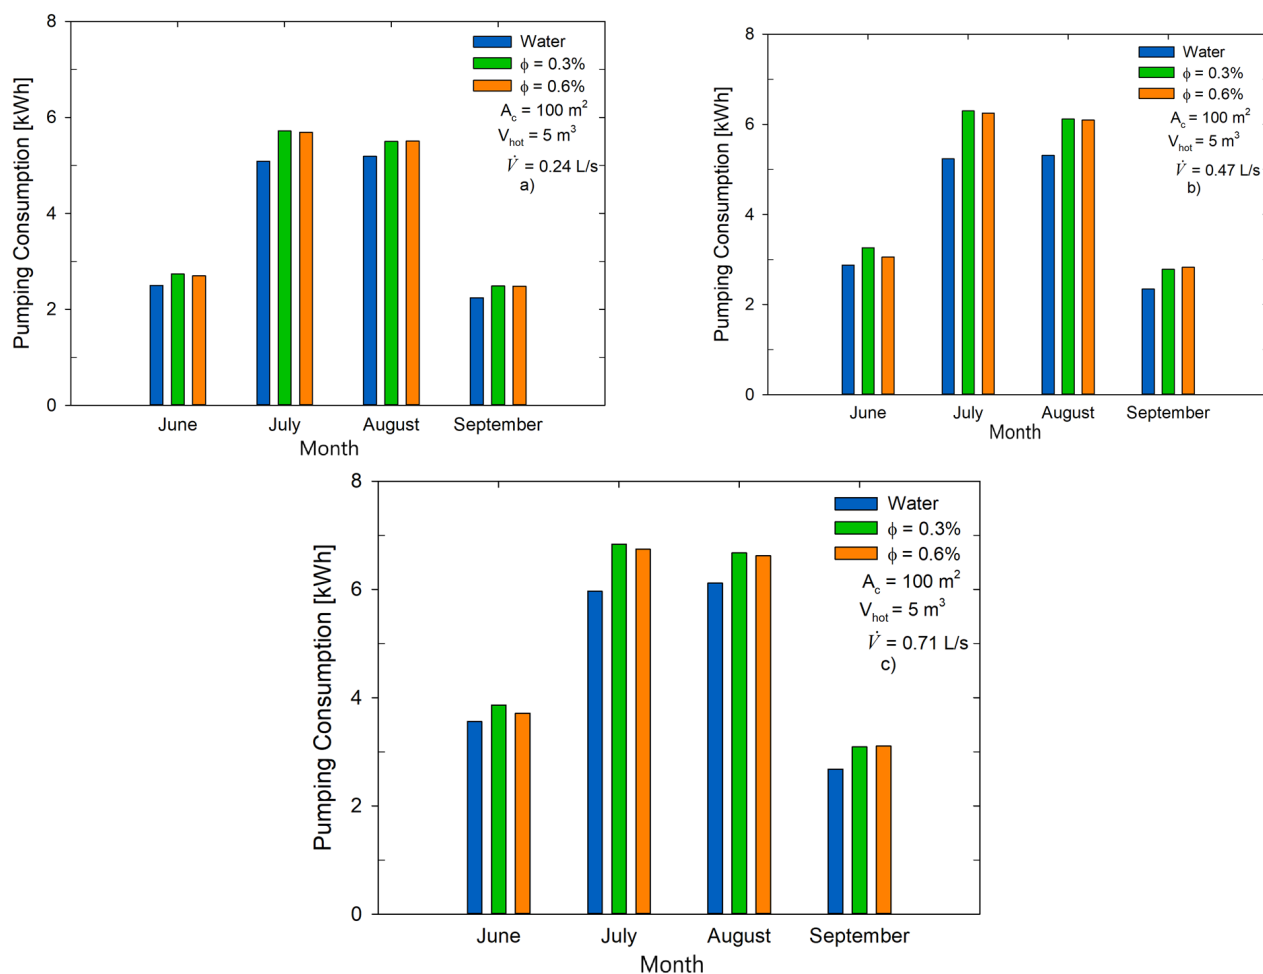 8
6
4
2
0
Pumping Consumption [kWh]
Water
ϕ = 0.3%
ϕ = 0.6%
A_c = 100 m²
V_hot = 5 m³
V̇ = 0.24 L/s
a)
June July August September
Month
8
6
4
2
0
Pumping Consumption [kWh]
Water
ϕ = 0.3%
ϕ = 0.6%
A_c = 100 m²
V_hot = 5 m³
V̇ = 0.47 L/s
b)
June July August September
Month
8
6
4
2
0
Pumping Consumption [kWh]
Water
ϕ = 0.3%
ϕ = 0.6%
A_c = 100 m²
V_hot = 5 m³
V̇ = 0.71 L/s
c)
June July August September
Month